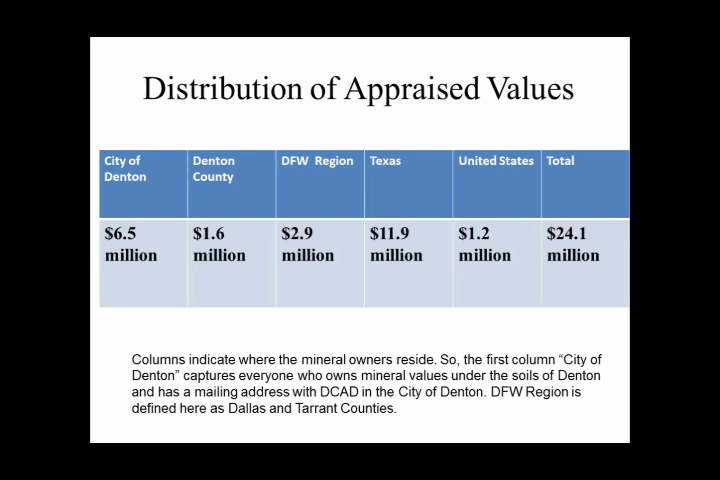 Distribution of Appraised Values
City of Denton
Denton County
DFW Region
Texas
United States
Total
$6.5 million
$1.6 million
$2.9 million
$11.9 million
$1.2 million
$24.1 million
Columns indicate where the mineral owners reside. So, the first column “City of
Denton” captures everyone who owns mineral values under the soils of Denton
and has a mailing address with DCAD in the City of Denton. DFW Region is
defined here as Dallas and Tarrant Counties.